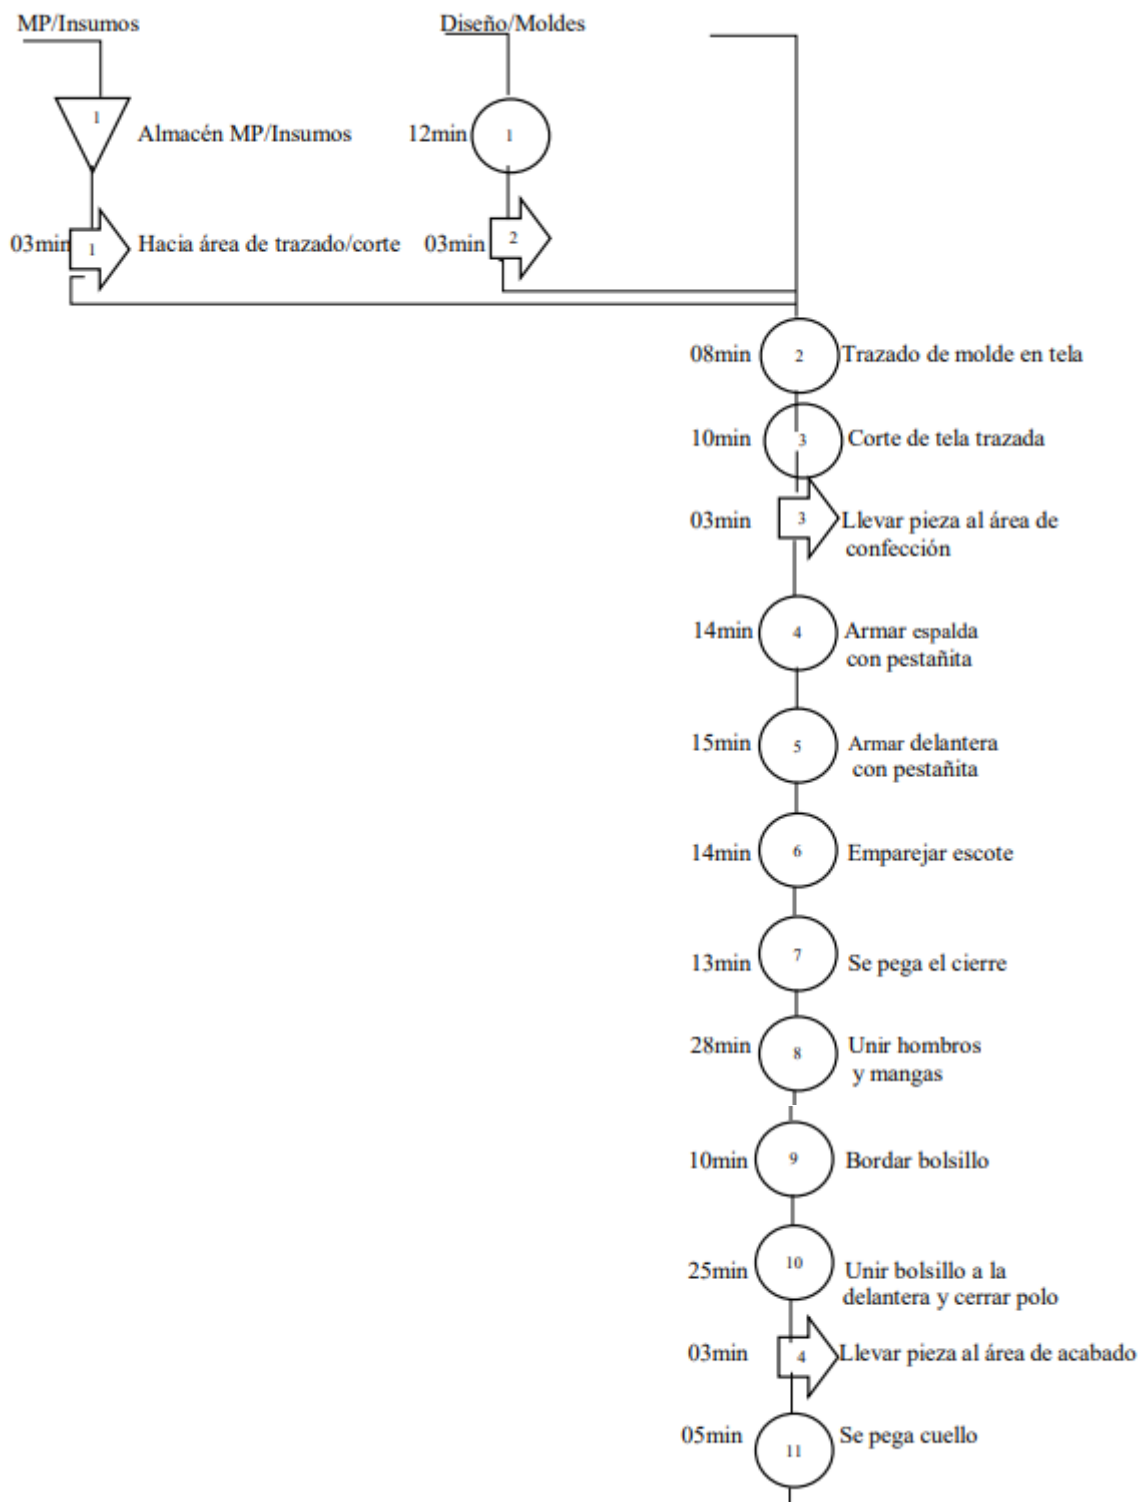 MP/Insumos
Diseño/Moldes
1
Almacén MP/Insumos
12min
1
03min
1
Hacia área de trazado/corte
03min
2
08min
2
Trazado de molde en tela
10min
3
Corte de tela trazada
03min
3
Llevar pieza al área de
confección
14min
4
Armar espalda
con pestañita
15min
5
Armar delantera
con pestañita
14min
6
Emparejar escote
13min
7
Se pega el cierre
28min
8
Unir hombros
y mangas
10min
9
Bordar bolsillo
25min
10
Unir bolsillo a la
delantera y cerrar polo
03min
4
Llevar pieza al área de acabado
05min
11
Se pega cuello